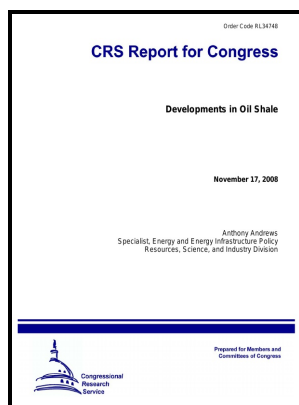 Order Code RL34748
CRS Report for Congress
Developments in Oil Shale
November 17, 2008
Anthony Andrews
Specialist, Energy and Energy Infrastructure Policy
Resources, Science, and Industry Division
Prepared for Members and
Committees of Congress
Congressional
Research
Service